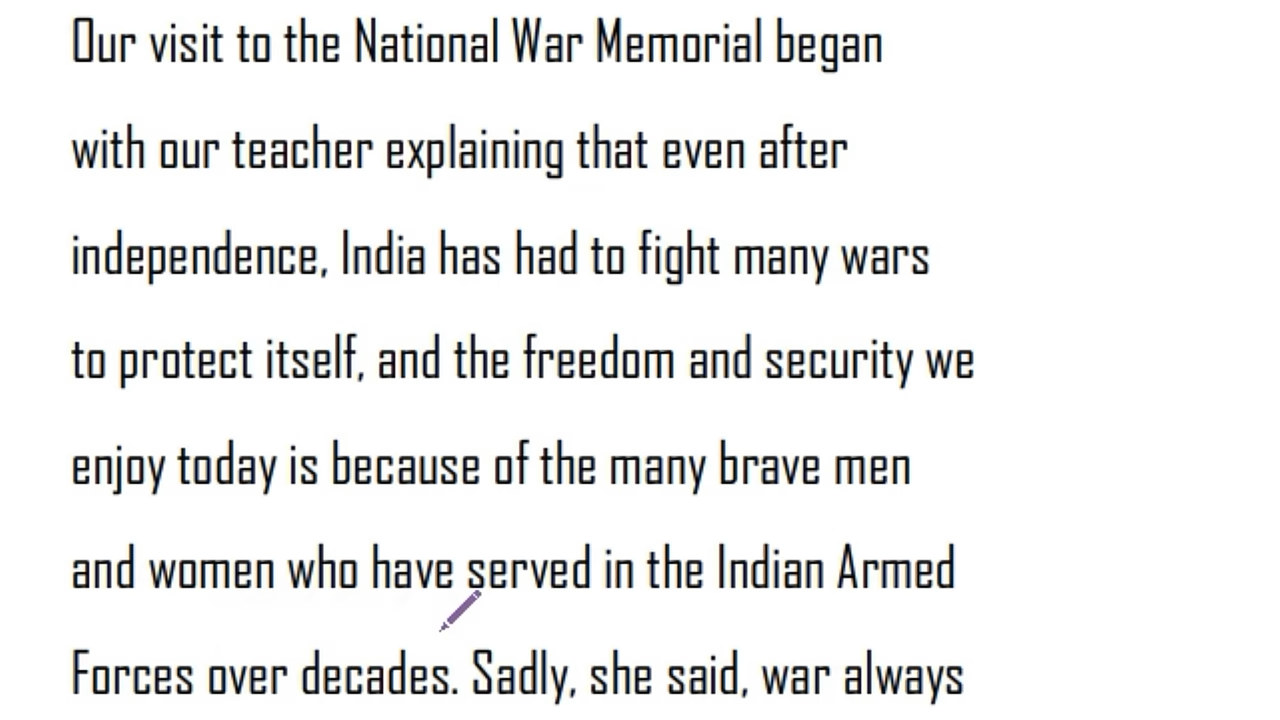 Our visit to the National War Memorial began
with our teacher explaining that even after
independence, India has had to fight many wars
to protect itself, and the freedom and security we
enjoy today is because of the many brave men
and women who have served in the Indian Armed
Forces over decades. Sadly, she said, war always